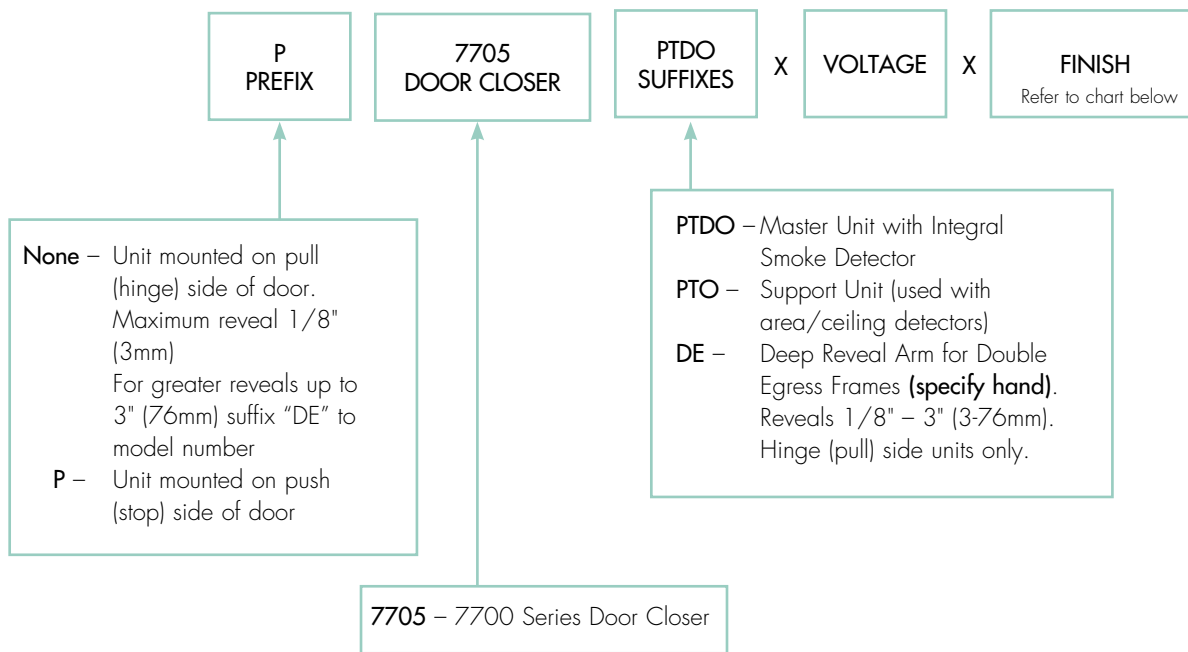 P
PREFIX
7705
DOOR CLOSER
PTDO
SUFFIXES
X
VOLTAGE
X
FINISH
Refer to chart below
None – Unit mounted on pull
(hinge) side of door.
Maximum reveal 1/8"
(3mm)
For greater reveals up to
3" (76mm) suffix “DE” to
model number
P – Unit mounted on push
(stop) side of door
PTDO – Master Unit with Integral
Smoke Detector
PTO – Support Unit (used with
area/ceiling detectors)
DE – Deep Reveal Arm for Double
Egress Frames (specify hand).
Reveals 1/8" – 3" (3-76mm).
Hinge (pull) side units only.
7705 – 7700 Series Door Closer